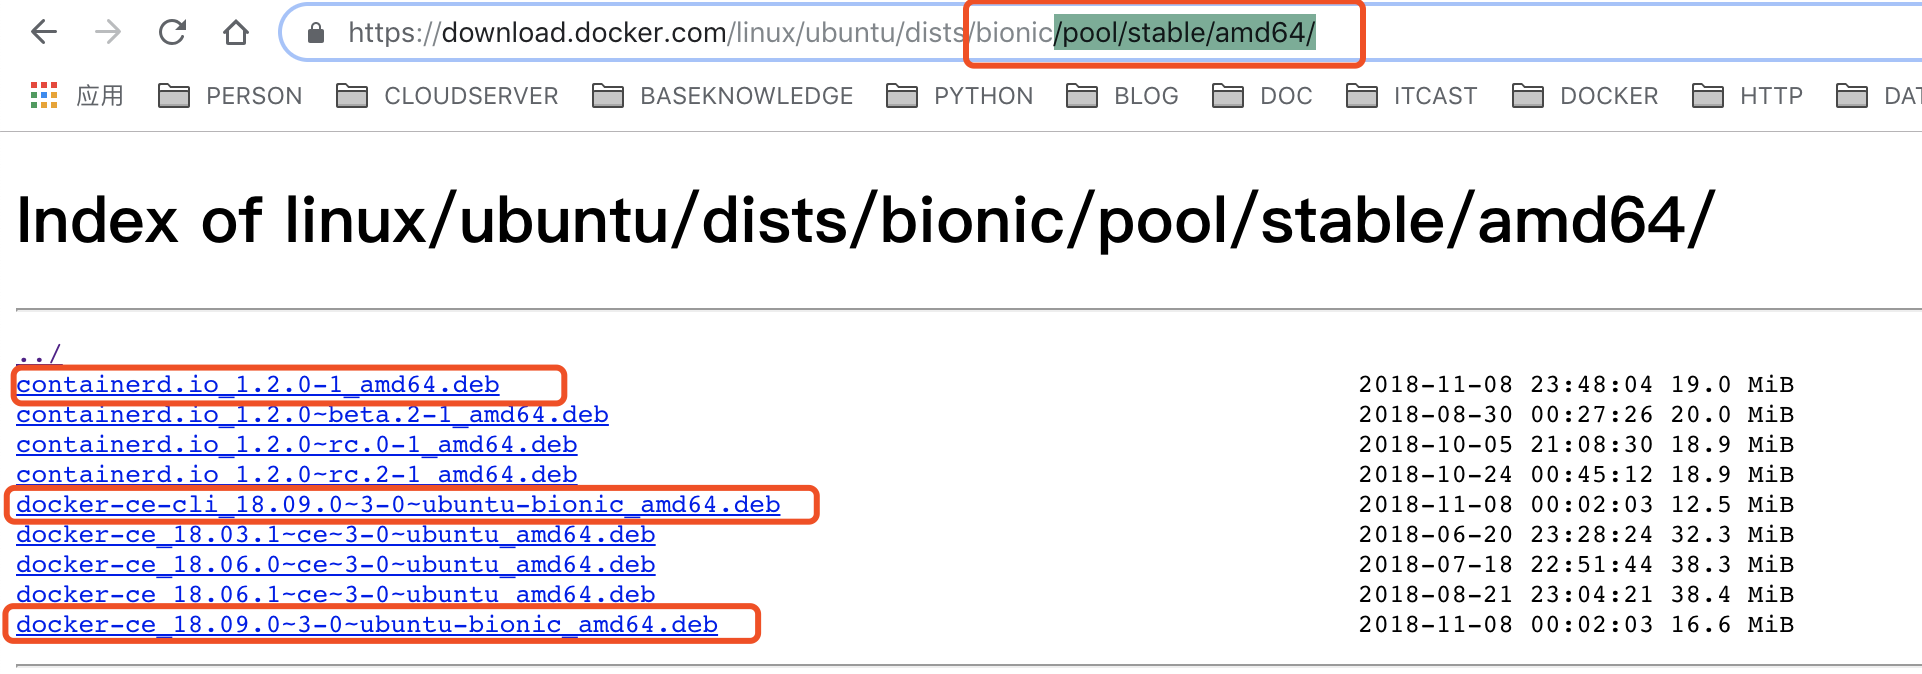 https://download.docker.com/linux/ubuntu/dists/bionic/pool/stable/amd64/
应用 PERSON CLOUDSERVER BASEKNOWLEDGE PYTHON BLOG DOC ITCAST DOCKER HTTP DAT
Index of linux/ubuntu/dists/bionic/pool/stable/amd64/
../
containerd.io_1.2.0-1_amd64.deb 2018-11-08 23:48:04 19.0 MiB
containerd.io_1.2.0~beta.2-1_amd64.deb 2018-08-30 00:27:26 20.0 MiB
containerd.io_1.2.0~rc.0-1_amd64.deb 2018-10-05 21:08:30 18.9 MiB
containerd.io_1.2.0~rc.2-1_amd64.deb 2018-10-24 00:45:12 18.9 MiB
docker-ce-cli_18.09.0~3-0~ubuntu-bionic_amd64.deb 2018-11-08 00:02:03 12.5 MiB
docker-ce_18.03.1~ce~3-0~ubuntu_amd64.deb 2018-06-20 23:28:24 32.3 MiB
docker-ce_18.06.0~ce~3-0~ubuntu_amd64.deb 2018-07-18 22:51:44 38.3 MiB
docker-ce_18.06.1~ce~3-0~ubuntu_amd64.deb 2018-08-21 23:04:21 38.4 MiB
docker-ce_18.09.0~3-0~ubuntu-bionic_amd64.deb 2018-11-08 00:02:03 16.6 MiB